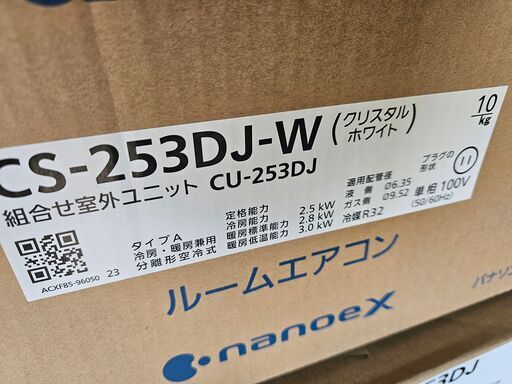 CS-253DJ-W (クリスタル
ホワイト)
10
kg
組合せ室外ユニット CU-253DJ
タイプA
冷房・暖房兼用
分離形空冷式
定格能力
冷房能力 2.5 kW
暖房標準能力 2.8 kW
暖房低温能力 3.0 kW
適用配管径
液 側 Ø6.35
ガス側 Ø9.52
冷媒R32
プラグの
形状
単相100V
(50/60Hz)
ACXF85-96050 23
ルームエアコン
nanoeX
パナソ
253DJ